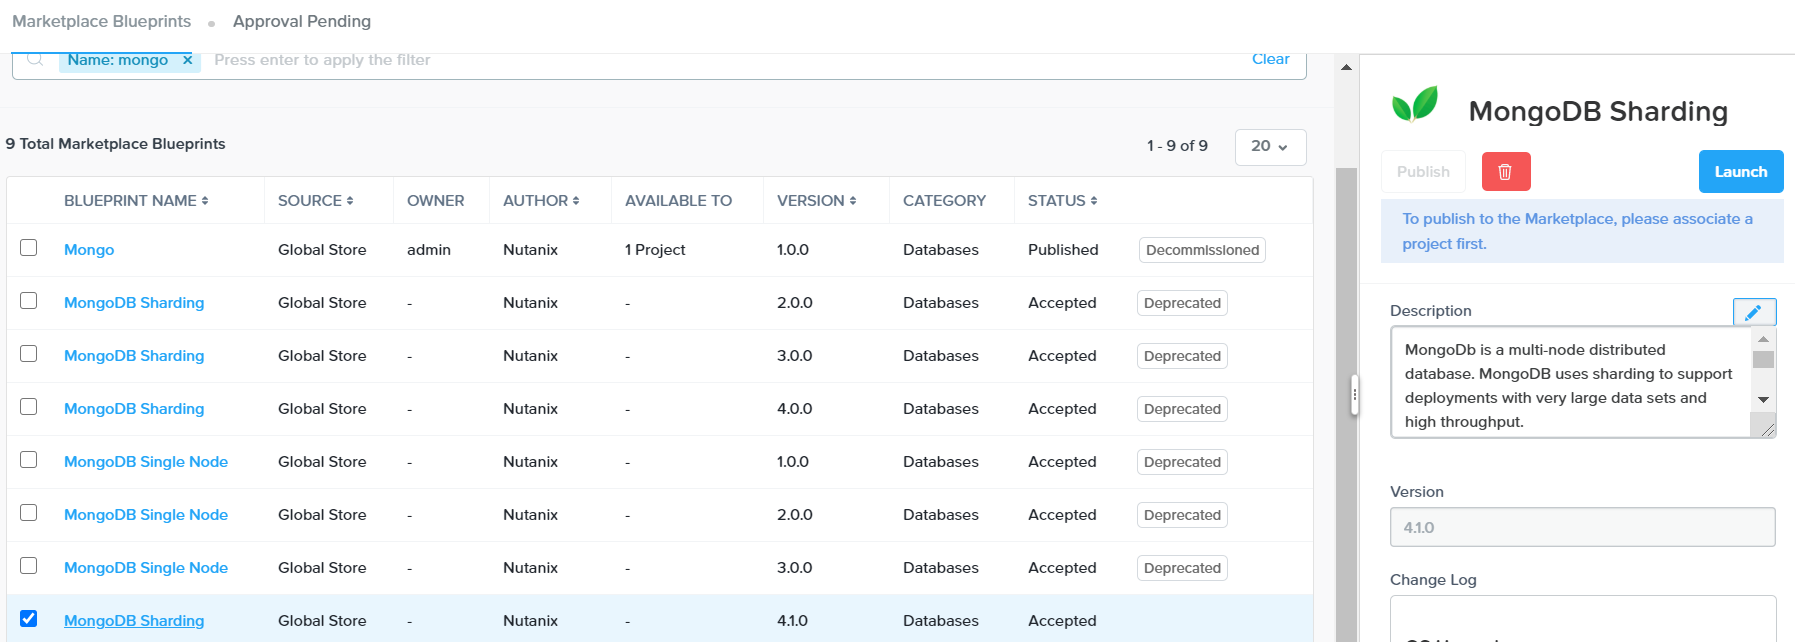 Marketplace Blueprints • Approval Pending
Name: mongo × Press enter to apply the filter Clear
9 Total Marketplace Blueprints 1 - 9 of 9 20
BLUEPRINT NAME SOURCE OWNER AUTHOR AVAILABLE TO VERSION CATEGORY STATUS
Mongo Global Store admin Nutanix 1 Project 1.0.0 Databases Published Decommissioned
MongoDB Sharding Global Store - Nutanix - 2.0.0 Databases Accepted Deprecated
MongoDB Sharding Global Store - Nutanix - 3.0.0 Databases Accepted Deprecated
MongoDB Sharding Global Store - Nutanix - 4.0.0 Databases Accepted Deprecated
MongoDB Single Node Global Store - Nutanix - 1.0.0 Databases Accepted Deprecated
MongoDB Single Node Global Store - Nutanix - 2.0.0 Databases Accepted Deprecated
MongoDB Single Node Global Store - Nutanix - 3.0.0 Databases Accepted Deprecated
MongoDB Sharding Global Store - Nutanix - 4.1.0 Databases Accepted
MongoDB Sharding
Publish Launch
To publish to the Marketplace, please associate a
project first.
Description
MongoDb is a multi-node distributed
database. MongoDB uses sharding to support
deployments with very large data sets and
high throughput.
Version
4.1.0
Change Log